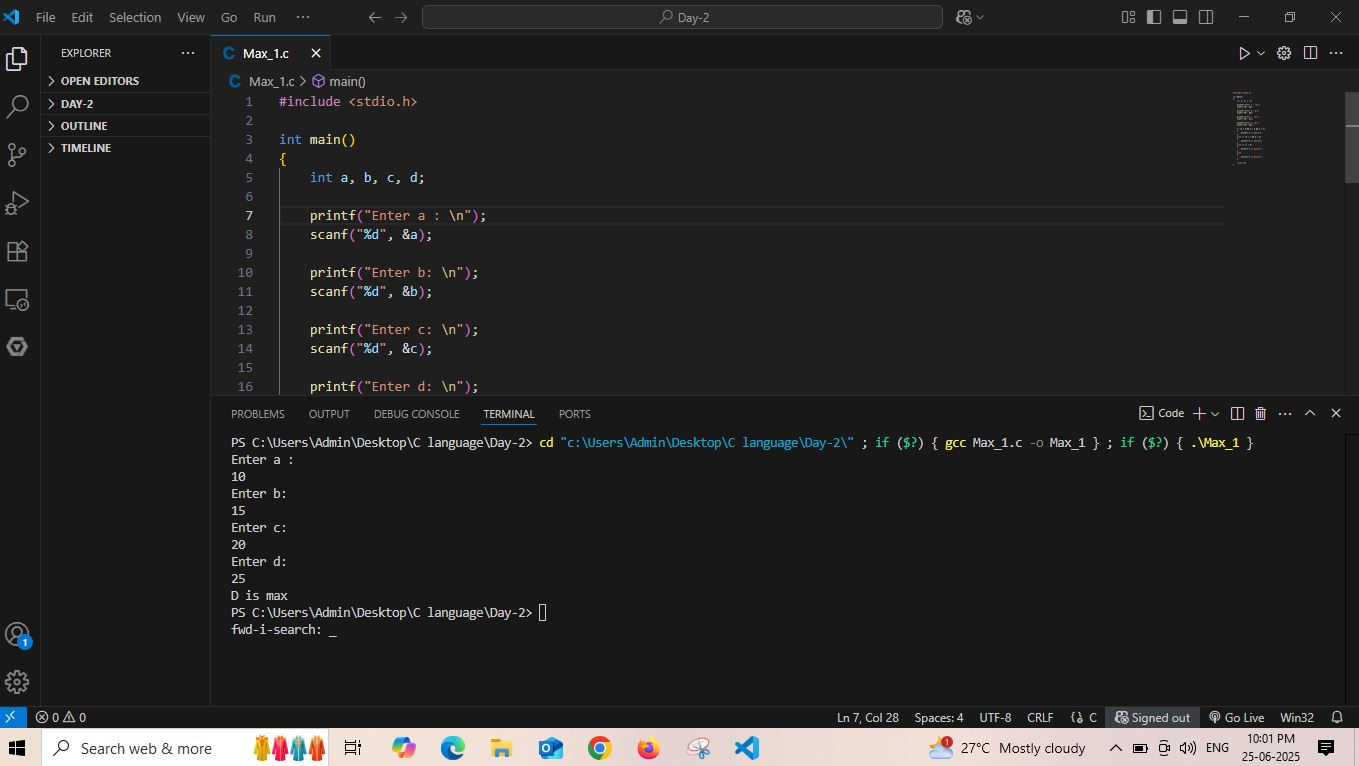 File Edit Selection View Go Run ··· Day-2
EXPLORER ···
OPEN EDITORS
DAY-2
OUTLINE
TIMELINE
C Max_1.c
C Max_1.c > main()
1 #include <stdio.h>
2
3 int main()
4 {
5 int a, b, c, d;
6
7 printf("Enter a : \n");
8 scanf("%d", &a);
9
10 printf("Enter b: \n");
11 scanf("%d", &b);
12
13 printf("Enter c: \n");
14 scanf("%d", &c);
15
16 printf("Enter d: \n");
PROBLEMS OUTPUT DEBUG CONSOLE TERMINAL PORTS Code
PS C:\Users\Admin\Desktop\C language\Day-2> cd "c:\Users\Admin\Desktop\C language\Day-2\" ; if ($?) { gcc Max_1.c -o Max_1 } ; if ($?) { .\Max_1 }
Enter a :
10
Enter b:
15
Enter c:
20
Enter d:
25
D is max
PS C:\Users\Admin\Desktop\C language\Day-2>
fwd-i-search: _
1
0 0 Ln 7, Col 28 Spaces: 4 UTF-8 CRLF {} C Signed out Go Live Win32
Search web & more 1 27°C Mostly cloudy ENG 10:01 PM
25-06-2025